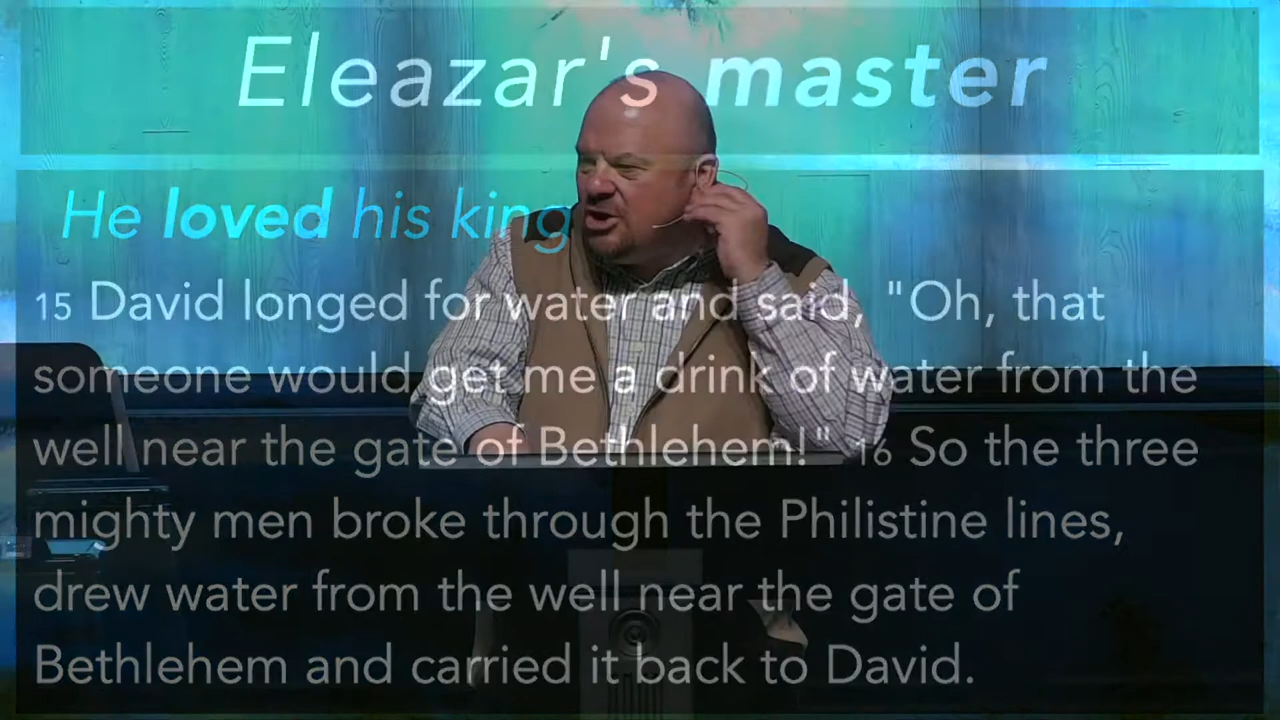 Eleazar's master
He loved his king
15 David longed for water and said, "Oh, that
someone would get me a drink of water from the
well near the gate of Bethlehem!" 16 So the three
mighty men broke through the Philistine lines,
drew water from the well near the gate of
Bethlehem and carried it back to David.